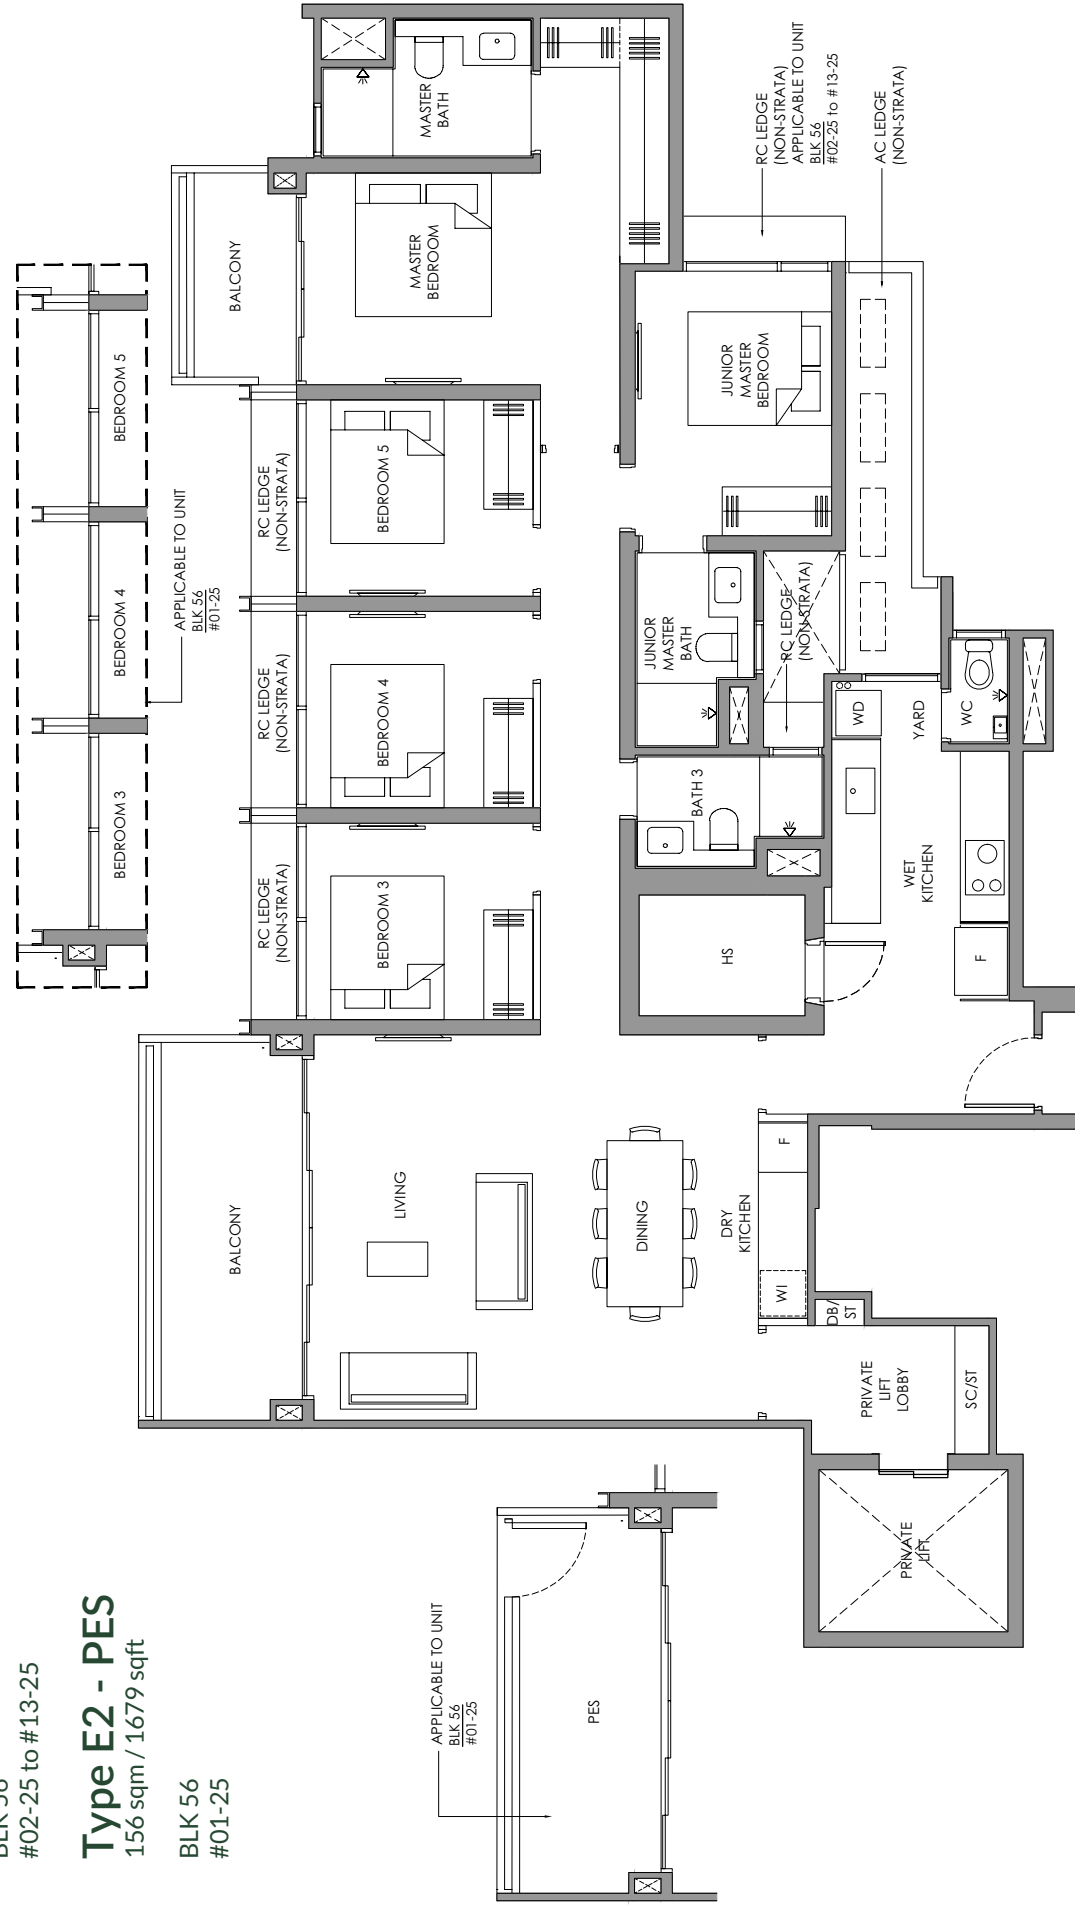 BLK 56
#02-25 to #13-25
Type E2 - PES
156 sqm / 1679 sqft
BLK 56
#01-25
BEDROOM 3
BEDROOM 4
BEDROOM 5
APPLICABLE TO UNIT
BLK 56
#01-25
BALCONY
BALCONY
RC LEDGE
(NON-STRATA)
RC LEDGE
(NON-STRATA)
RC LEDGE
(NON-STRATA)
LIVING
BEDROOM 3
BEDROOM 4
BEDROOM 5
MASTER
BEDROOM
MASTER
BATH
APPLICABLE TO UNIT
BLK 56
#01-25
PES
DINING
DRY
KITCHEN
WI
F
HS
BATH 3
JUNIOR
MASTER
BATH
JUNIOR
MASTER
BEDROOM
RC LEDGE
(NON-STRATA)
RC LEDGE
(NON-STRATA)
APPLICABLE TO UNIT
BLK 56
#02-25 to #13-25
AC LEDGE
(NON-STRATA)
DB/
ST
PRIVATE
LIFT
LOBBY
SC/ST
PRIVATE
LIFT
WET
KITCHEN
F
WD
YARD
WC